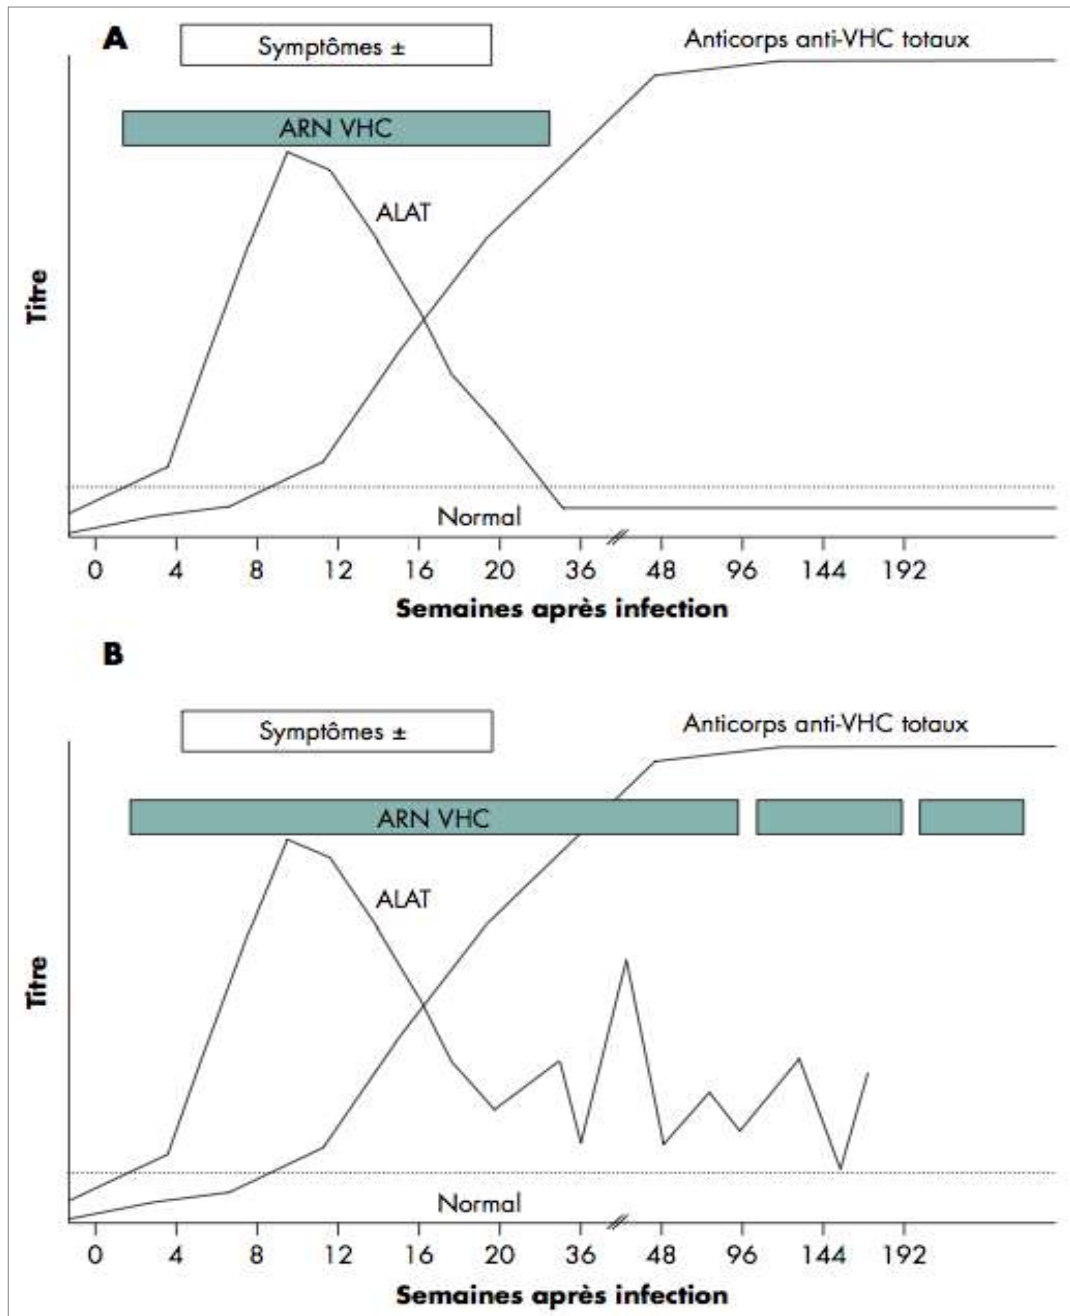 A
Symptômes ±
Anticorps anti-VHC totaux
ARN VHC
ALAT
Titre
Normal
0 4 8 12 16 20 36 48 96 144 192
Semaines après infection
B
Symptômes ±
Anticorps anti-VHC totaux
ARN VHC
ALAT
Titre
Normal
0 4 8 12 16 20 36 48 96 144 192
Semaines après infection